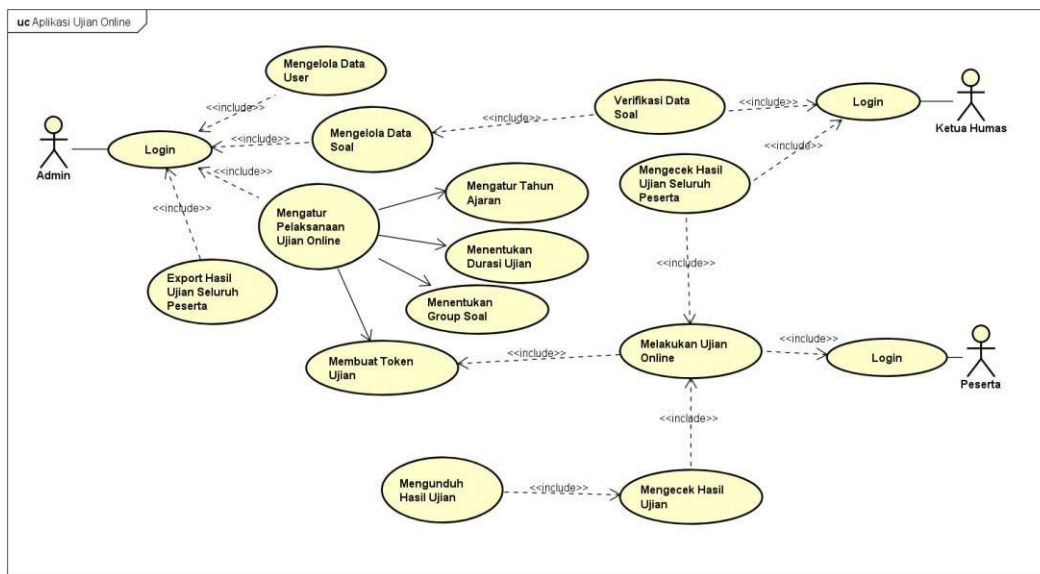 uc Aplikasi Ujian Online
Mengelola Data
User
<<include>>
Mengelola Data
Soal
<<include>>
<<include>>
Verifikasi Data
Soal
<<include>>
Login
Ketua Humas
Admin
Login
<<include>>
<<include>>
Mengatur
Pelaksanaan
Ujian Online
Mengatur Tahun
Ajaran
Mengecek Hasil
Ujian Seluruh
Peserta
<<include>>
Menentukan
Durasi Ujian
<<include>>
Export Hasil
Ujian Seluruh
Peserta
Menentukan
Group Soal
Membuat Token
Ujian
<<include>>
Melakukan Ujian
Online
<<include>>
Login
Peserta
<<include>>
Mengunduh
Hasil Ujian
<<include>>
Mengecek Hasil
Ujian